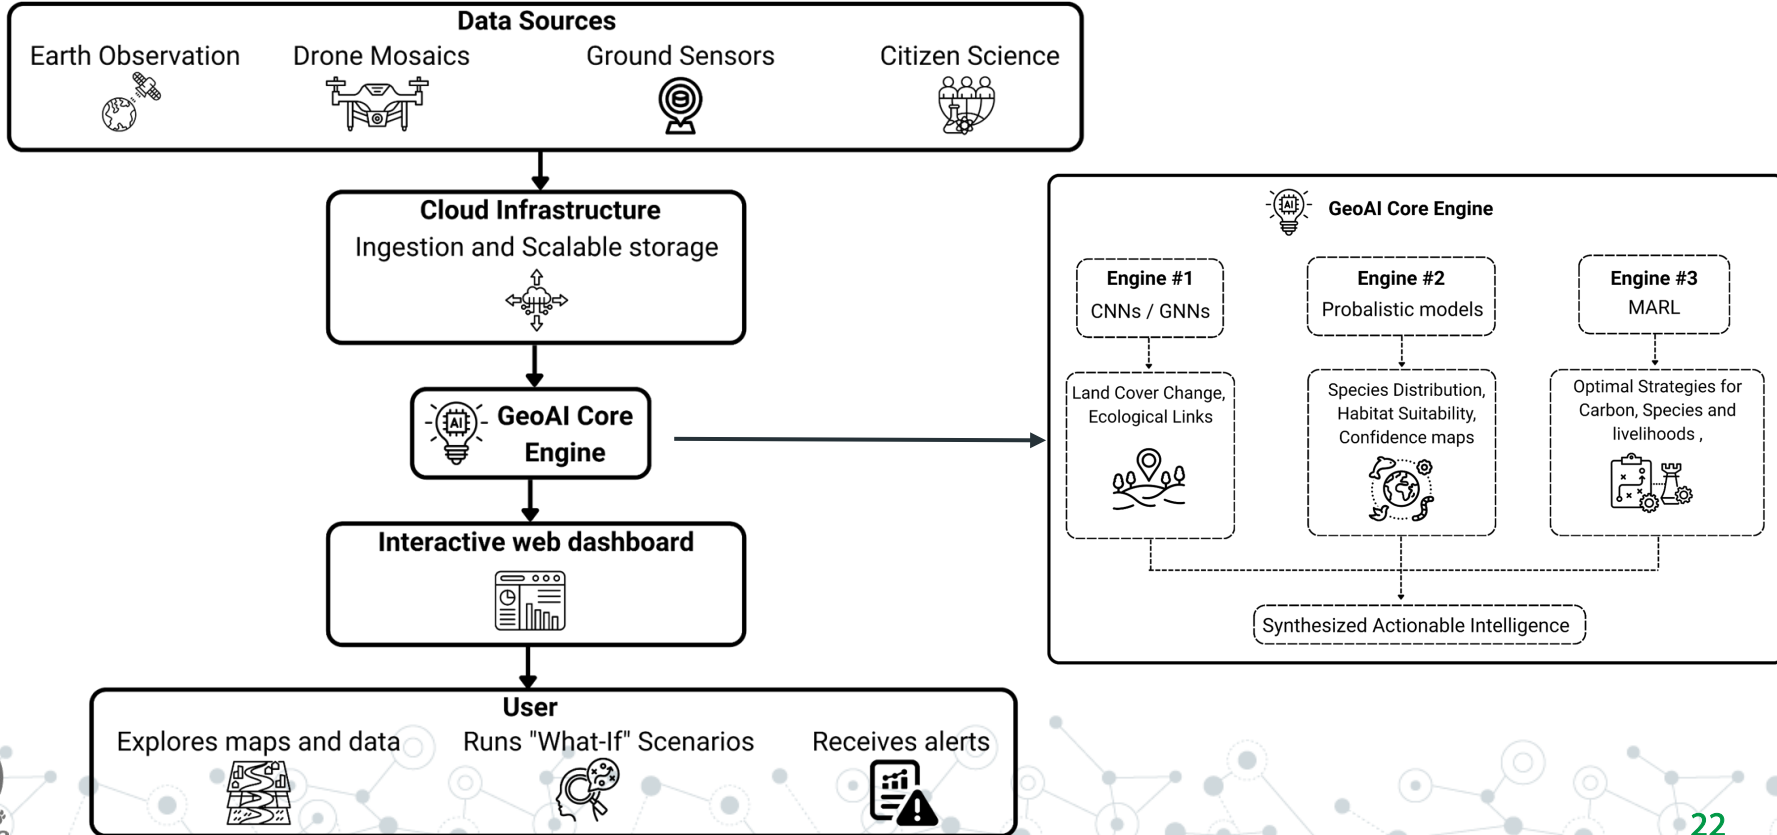 Data Sources
Earth Observation
Drone Mosaics
Ground Sensors
Citizen Science
Cloud Infrastructure
Ingestion and Scalable storage
AI
GeoAI Core
Engine
Interactive web dashboard
User
Explores maps and data
Runs "What-If" Scenarios
Receives alerts
AI
GeoAI Core Engine
Engine #1
CNNs / GNNs
Engine #2
Probalistic models
Engine #3
MARL
Land Cover Change,
Ecological Links
Species Distribution,
Habitat Suitability,
Confidence maps
Optimal Strategies for
Carbon, Species and
livelihoods ,
Synthesized Actionable Intelligence
22